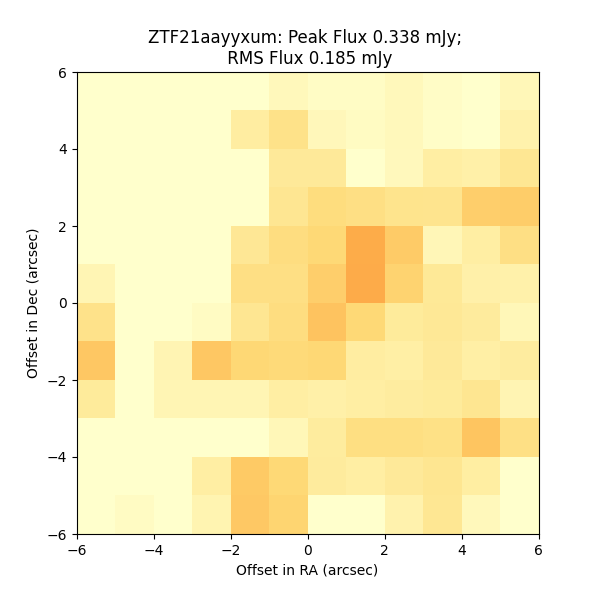 ZTF21aayyxum: Peak Flux 0.338 mJy;
RMS Flux 0.185 mJy
6
4
2
0
−2
−4
−6
Offset in Dec (arcsec)
−6 −4 −2 0 2 4 6
Offset in RA (arcsec)